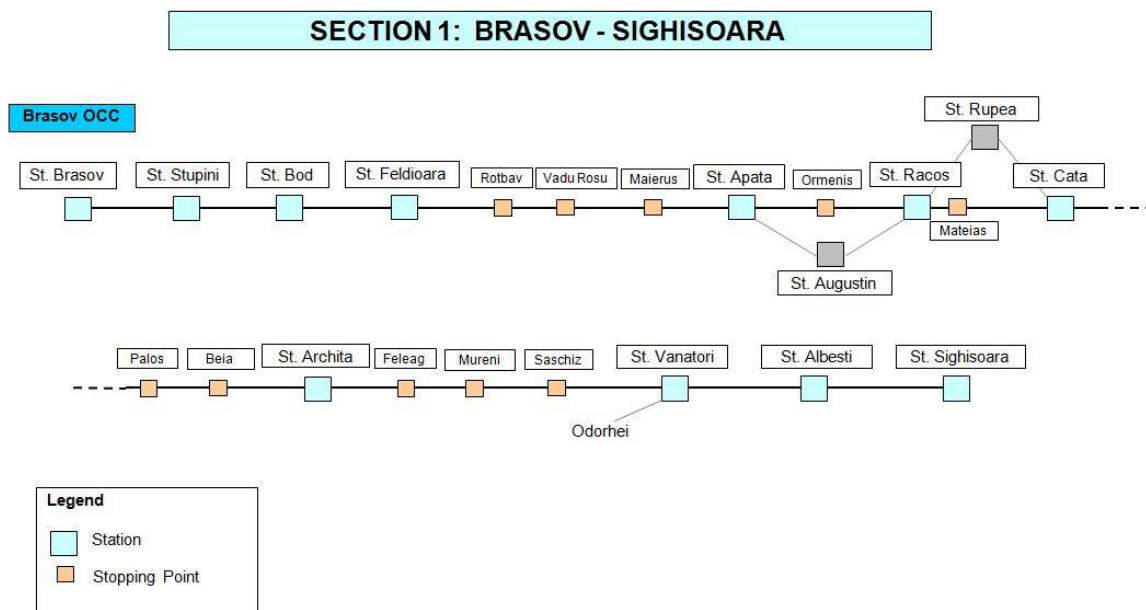 SECTION 1: BRASOV - SIGHISOARA
Brasov OCC
St. Rupea
St. Brasov
St. Stupini
St. Bod
St. Feldioara
Rotbav
Vadu Rosu
Maierus
St. Apata
Ormenis
St. Racos
St. Cata
Mateias
St. Augustin
Palos
Beia
St. Archita
Feleag
Mureni
Saschiz
St. Vanatori
St. Albesti
St. Sighisoara
Odorhei
Legend
Station
Stopping Point